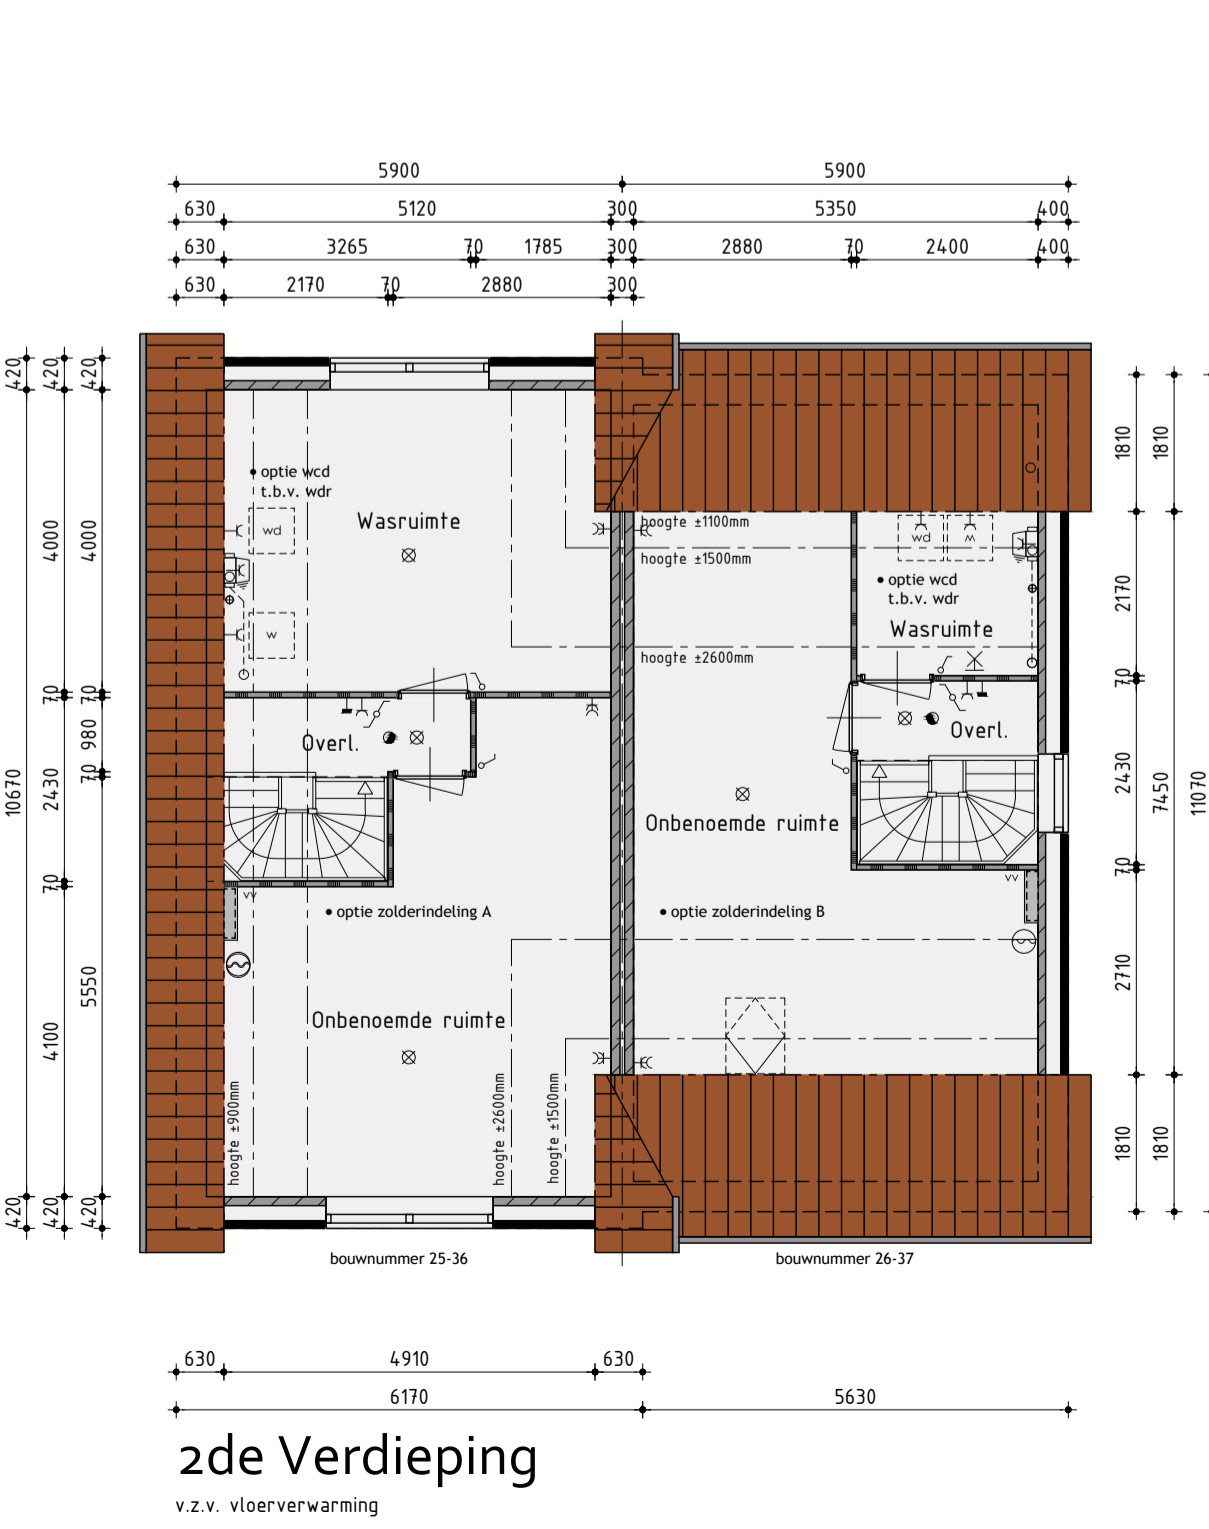 5900 5900
630 5120 300 5350 400
630 3265 70 1785 300 2880 70 2400 400
630 2170 70 2880 300
420 420 420
4000 4000
70 70
980
70
10670 2430
70
5550
4100
420 420 420
1810 1810
2170
70
2430
7450 11070
70
2710
1810 1810
optie wcd
t.b.v. wdr
wd
Wasruimte
w
Overl.
optie zolderindeling A
Onbenoemde ruimte
vv
hoogte ±900mm
hoogte ±2600mm
hoogte ±1500mm
hoogte ±1100mm
hoogte ±1500mm
hoogte ±2600mm
wd
optie wcd
t.b.v. wdr
Wasruimte
Overl.
Onbenoemde ruimte
vv
optie zolderindeling B
bouwnummer 25-36 bouwnummer 26-37
630 4910 630
6170 5630
2de Verdieping
v.z.v. vloerverwarming